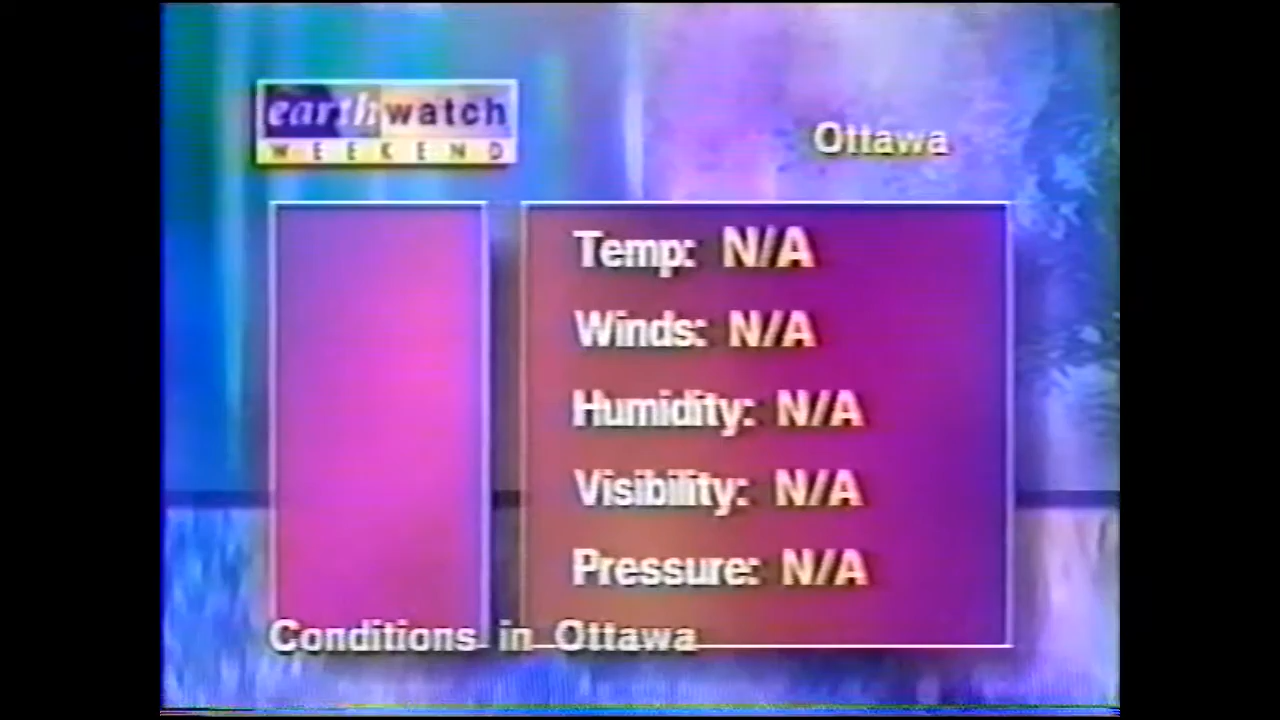 earthwatch
WEEKEND
Ottawa
Temp: N/A
Winds: N/A
Humidity: N/A
Visibility: N/A
Pressure: N/A
Conditions in Ottawa